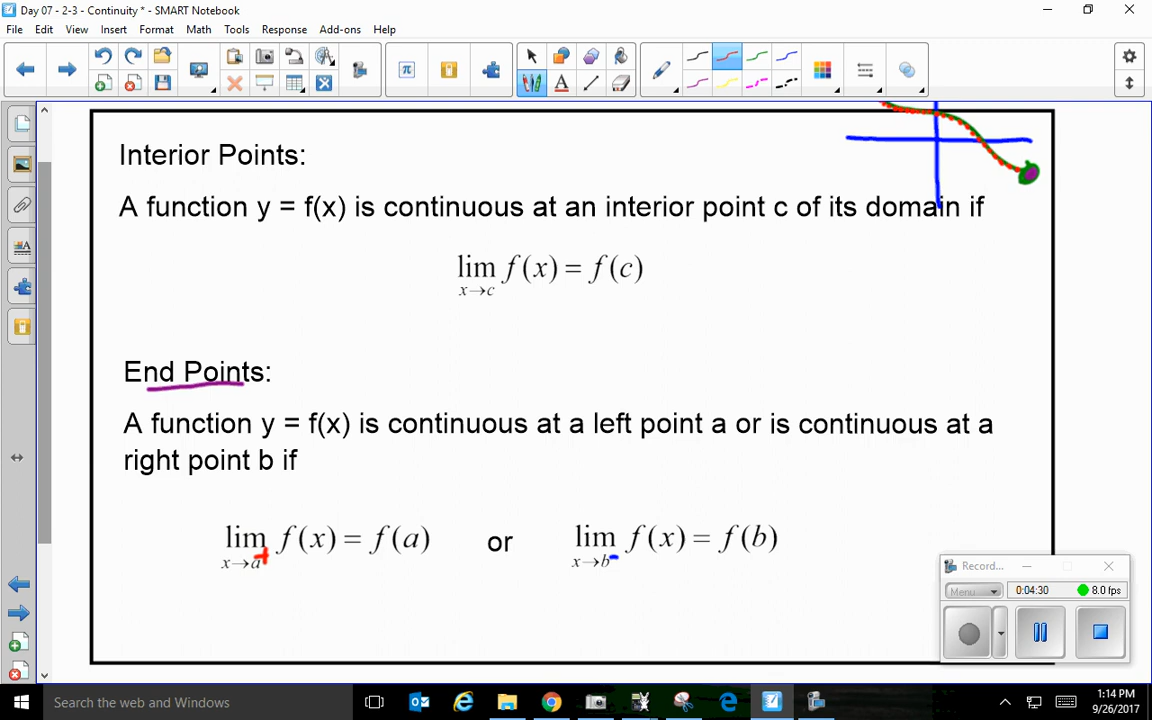 Day 07 - 2-3 - Continuity * - SMART Notebook
File Edit View Insert Format Math Tools Response Add-ons Help
Interior Points:
A function y = f(x) is continuous at an interior point c of its domain if
lim f(x) = f(c)
x→c
End Points:
A function y = f(x) is continuous at a left point a or is continuous at a
right point b if
lim f(x) = f(a) or lim f(x) = f(b)
x→a+ x→b-
Record...
Menu 0:04:30 8.0 fps
Search the web and Windows
1:14 PM
9/26/2017